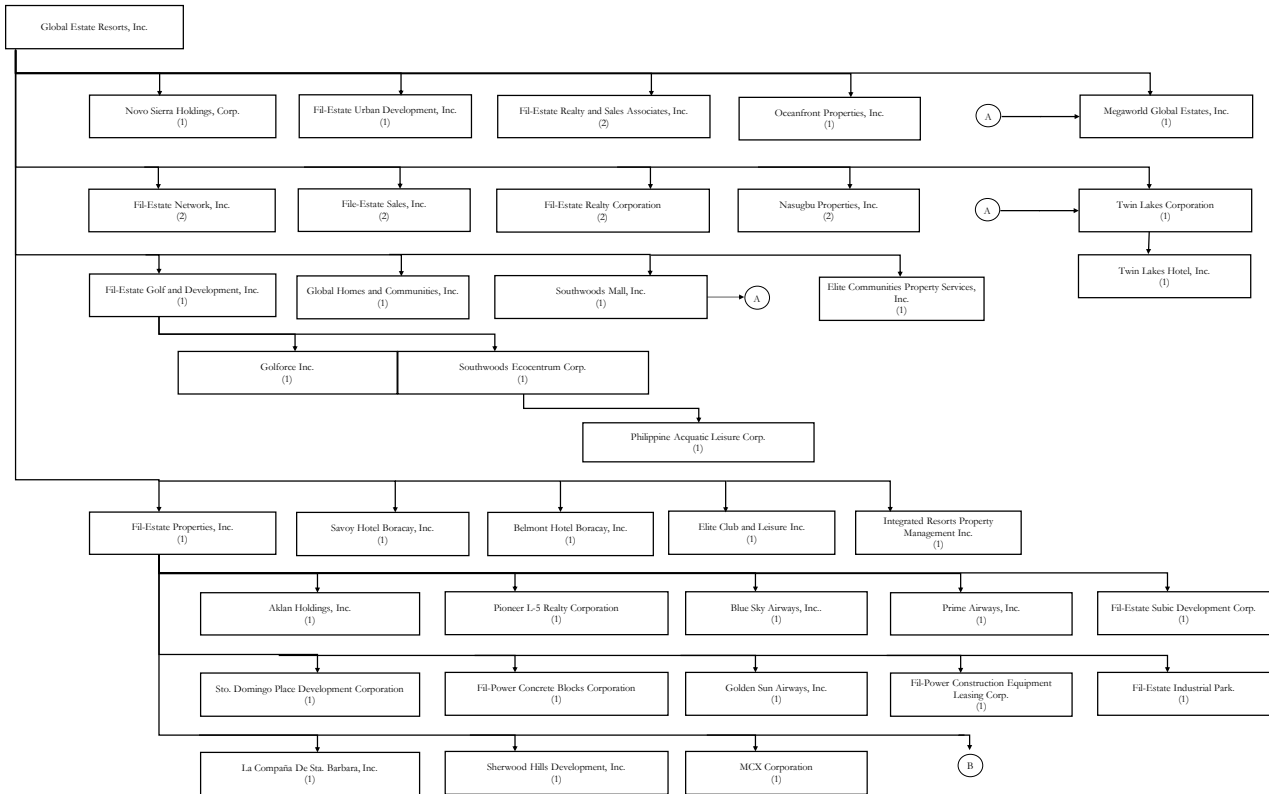 Global Estate Resorts, Inc.
Novo Sierra Holdings, Corp.
(1)
Fil-Estate Urban Development, Inc.
(1)
Fil-Estate Realty and Sales Associates, Inc.
(2)
Oceanfront Properties, Inc.
(1)
A
Megaworld Global Estates, Inc.
(1)
Fil-Estate Network, Inc.
(2)
File-Estate Sales, Inc.
(2)
Fil-Estate Realty Corporation
(2)
Nasugbu Properties, Inc.
(2)
A
Twin Lakes Corporation
(1)
Twin Lakes Hotel, Inc.
(1)
Fil-Estate Golf and Development, Inc.
(1)
Global Homes and Communities, Inc.
(1)
Southwoods Mall, Inc.
(1)
A
Elite Communities Property Services,
Inc.
(1)
Golforce Inc.
(1)
Southwoods Ecocentrum Corp.
(1)
Philippine Acquatic Leisure Corp.
(1)
Fil-Estate Properties, Inc.
(1)
Savoy Hotel Boracay, Inc.
(1)
Belmont Hotel Boracay, Inc.
(1)
Elite Club and Leisure Inc.
(1)
Integrated Resorts Property
Management Inc.
(1)
Aklan Holdings, Inc.
(1)
Pioneer L-5 Realty Corporation
(1)
Blue Sky Airways, Inc..
(1)
Prime Airways, Inc.
(1)
Fil-Estate Subic Development Corp.
(1)
Sto. Domingo Place Development Corporation
(1)
Fil-Power Concrete Blocks Corporation
(1)
Golden Sun Airways, Inc.
(1)
Fil-Power Construction Equipment
Leasing Corp.
(1)
Fil-Estate Industrial Park.
(1)
La Compaña De Sta. Barbara, Inc.
(1)
Sherwood Hills Development, Inc.
(1)
MCX Corporation
(1)
B